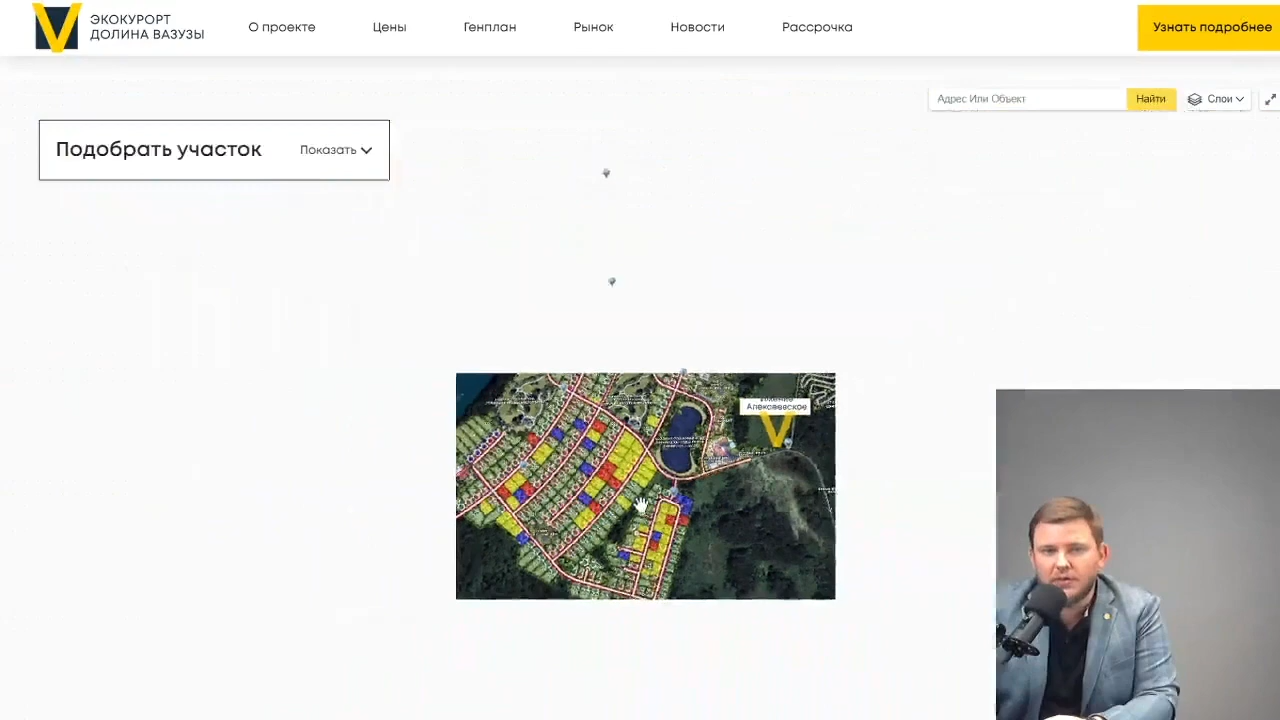 ЭКОКУРОРТ
ДОЛИНА ВАЗУЗЫ
О проекте
Цены
Генплан
Рынок
Новости
Рассрочка
Узнать подробнее
Адрес Или Объект
Найти
Слои
Подобрать участок
Показать
Алексеевское